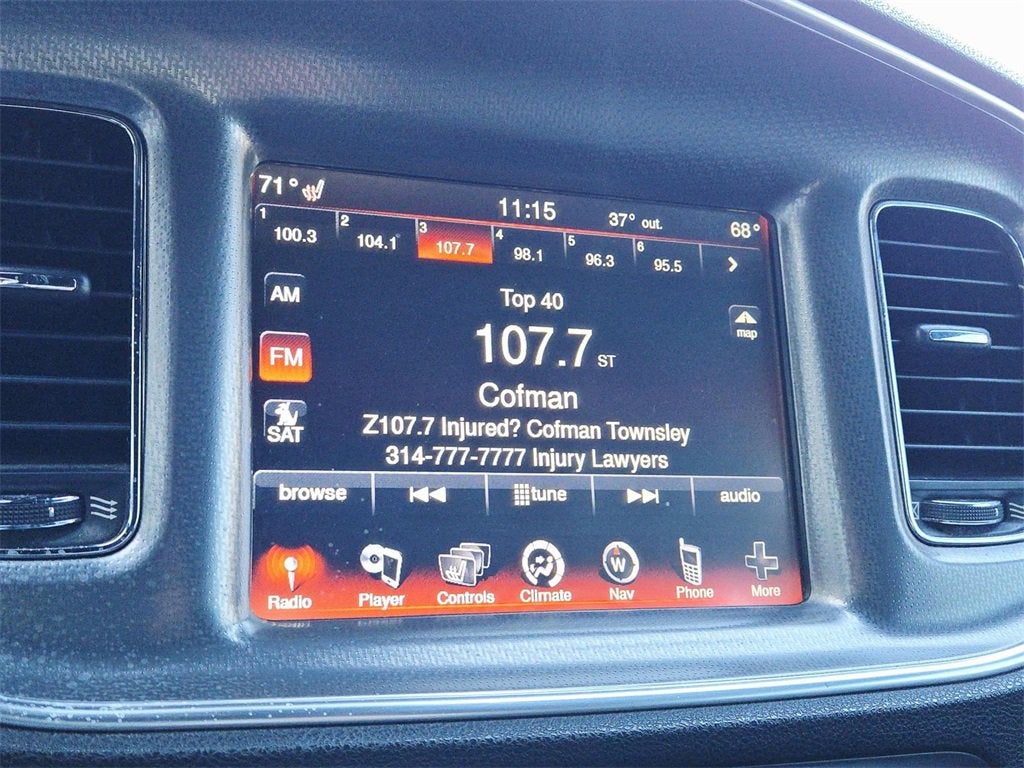 71° 11:15 37° out. 68°
1 100.3 2 104.1 3 107.7 4 98.1 5 96.3 6 95.5 >
AM
Top 40
map
FM
107.7 ST
Cofman
SAT
Z107.7 Injured? Cofman Townsley
314-777-7777 Injury Lawyers
browse tune audio
W
Radio Player Controls Climate Nav Phone More